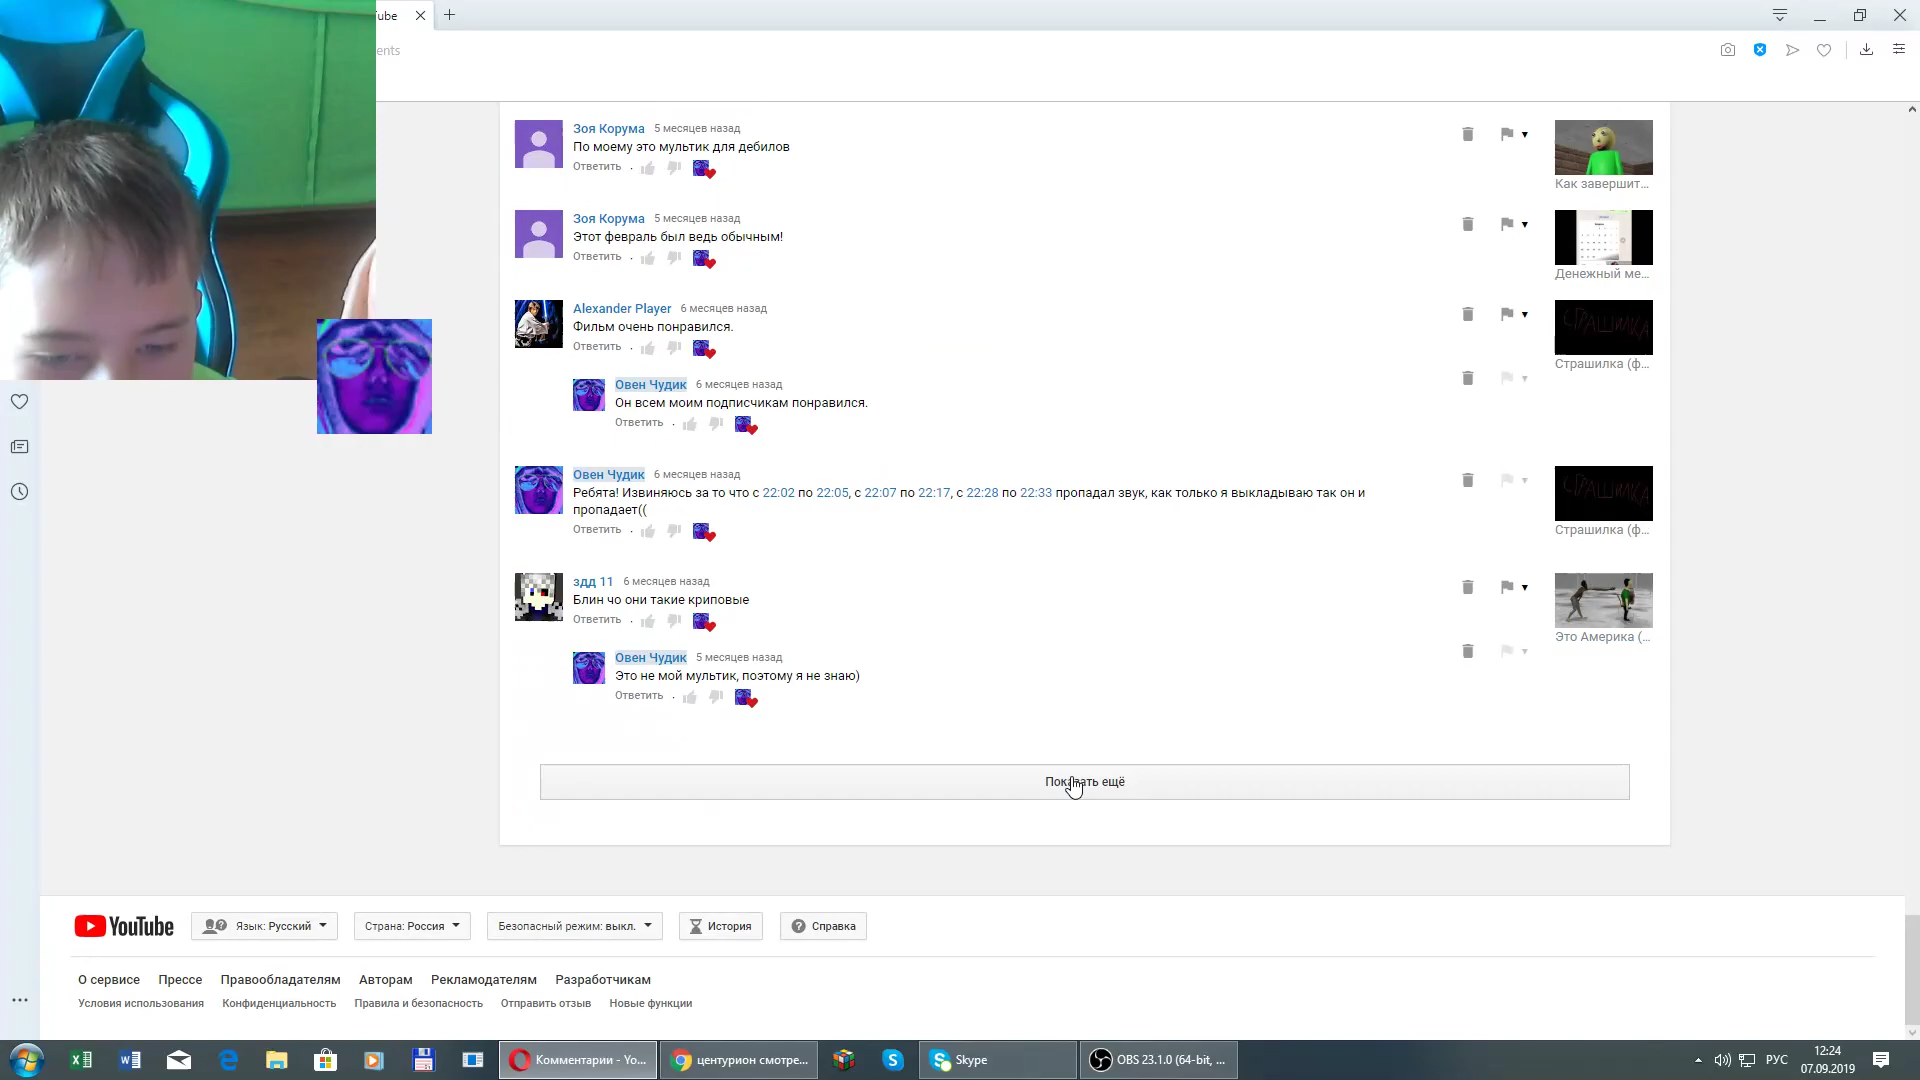 ube
ents
Зоя Корума 5 месяцев назад
По моему это мультик для дебилов
Ответить .
Как завершит...
Зоя Корума 5 месяцев назад
Этот февраль был ведь обычным!
Ответить .
Денежный ме...
Alexander Player 6 месяцев назад
Фильм очень понравился.
Ответить .
СТРАШИЛКА
Страшилка (ф...
Овен Чудик 6 месяцев назад
Он всем моим подписчикам понравился.
Ответить .
Овен Чудик 6 месяцев назад
Ребята! Извиняюсь за то что с 22:02 по 22:05, с 22:07 по 22:17, с 22:28 по 22:33 пропадал звук, как только я выкладываю так он и
пропадает((
Ответить .
СТРАШИЛКА
Страшилка (ф...
здд 11 6 месяцев назад
Блин чо они такие криповые
Ответить .
Это Америка (...
Овен Чудик 5 месяцев назад
Это не мой мультик, поэтому я не знаю)
Ответить .
Показать ещё
YouTube Язык: Русский Страна: Россия Безопасный режим: выкл. История Справка
О сервисе Прессе Правообладателям Авторам Рекламодателям Разработчикам
Условия использования Конфиденциальность Правила и безопасность Отправить отзыв Новые функции
Комментарии - Yo... центурион смотре... Skype OBS 23.1.0 (64-bit, ... РУС 12:24
07.09.2019